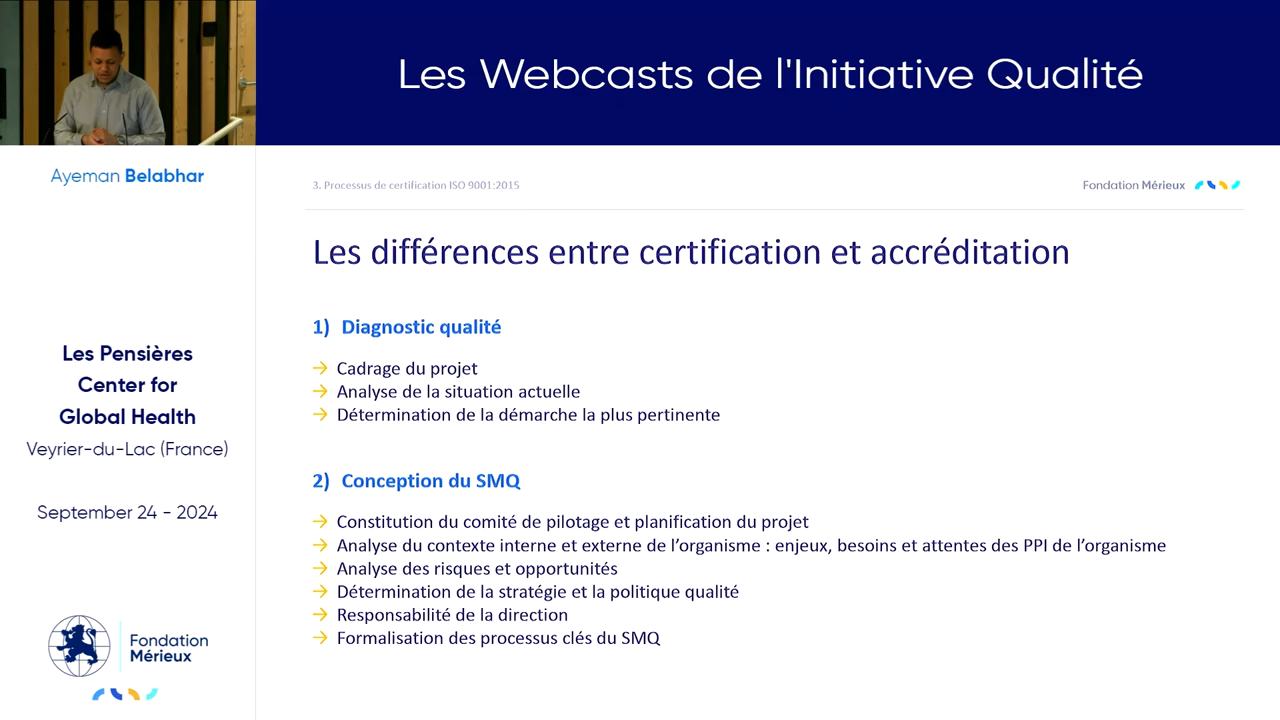 Les Webcasts de l'Initiative Qualité
Ayeman Belabhar
Les Pensières
Center for
Global Health
Veyrier-du-Lac (France)
September 24 - 2024
Fondation
Mérieux
3. Processus de certification ISO 9001:2015
Fondation Mérieux
Les différences entre certification et accréditation
1) Diagnostic qualité
→ Cadrage du projet
→ Analyse de la situation actuelle
→ Détermination de la démarche la plus pertinente
2) Conception du SMQ
→ Constitution du comité de pilotage et planification du projet
→ Analyse du contexte interne et externe de l’organisme : enjeux, besoins et attentes des PPI de l’organisme
→ Analyse des risques et opportunités
→ Détermination de la stratégie et la politique qualité
→ Responsabilité de la direction
→ Formalisation des processus clés du SMQ